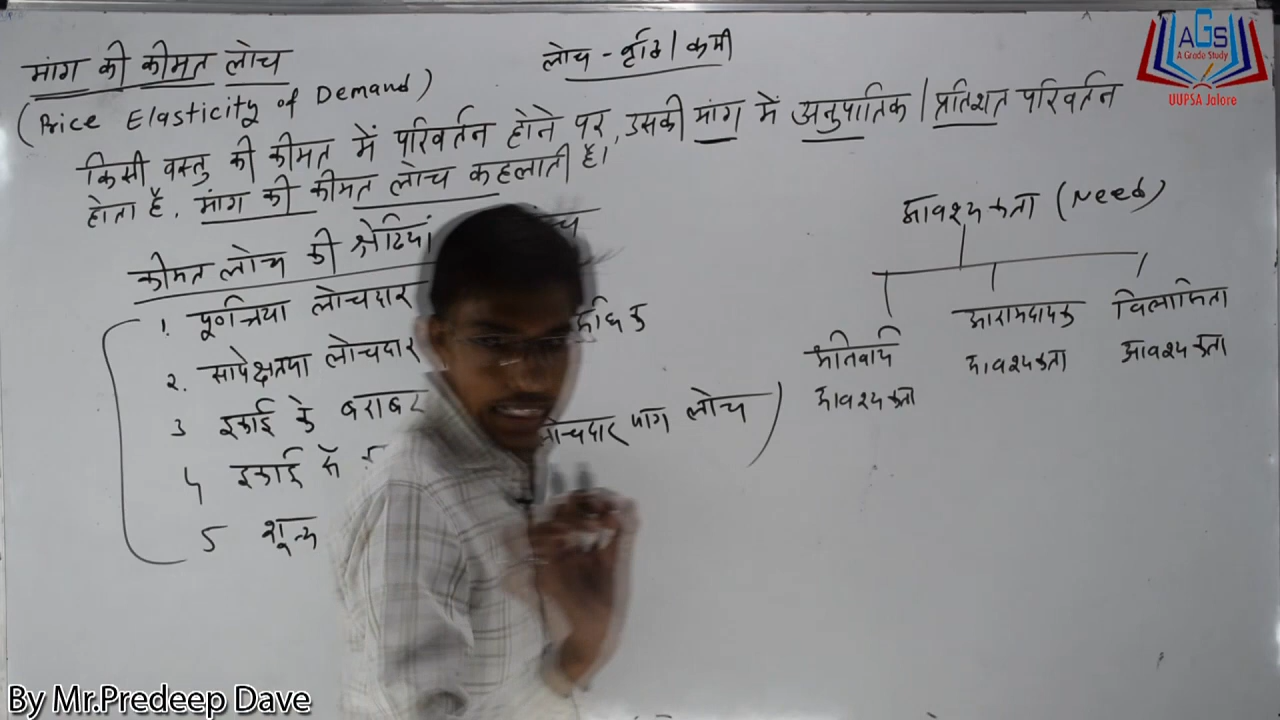 मांग की कीमत लोच
(Price Elasticity of Demand)
लोच - वृद्धि / कमी
किसी वस्तु की कीमत में परिवर्तन होने पर, उसकी मांग में अनुपातिक / प्रतिशत परिवर्तन
होता है, मांग की कीमत लोच कहलाती है।
कीमत लोच की श्रेणियां
1. पूर्णतया लोचदार
2. सापेक्षतया लोचदार
3 इकाई के बराबर
लोचदार मांग लोच
4 इकाई से
5 शून्य
आवश्यकता (Need)
अनिवार्य
आवश्यकता
आरामदायक
आवश्यकता
विलासिता
आवश्यकता
AGS
A Grade Study
UUPSA Jalore
By Mr.Predeep Dave